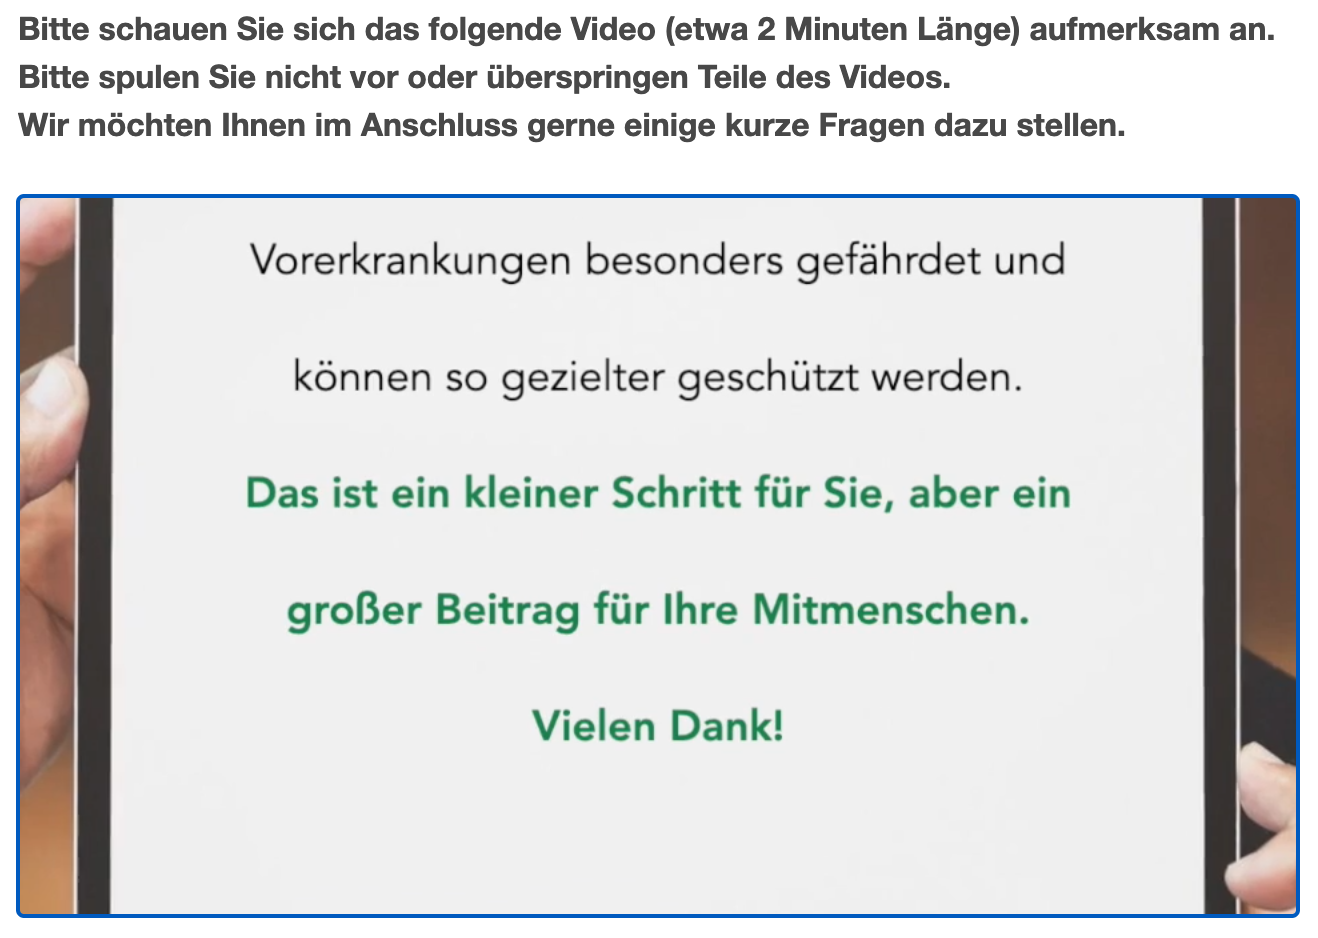 Bitte schauen Sie sich das folgende Video (etwa 2 Minuten Länge) aufmerksam an.
Bitte spulen Sie nicht vor oder überspringen Teile des Videos.
Wir möchten Ihnen im Anschluss gerne einige kurze Fragen dazu stellen.
Vorerkrankungen besonders gefährdet und
können so gezielter geschützt werden.
Das ist ein kleiner Schritt für Sie, aber ein
großer Beitrag für Ihre Mitmenschen.
Vielen Dank!